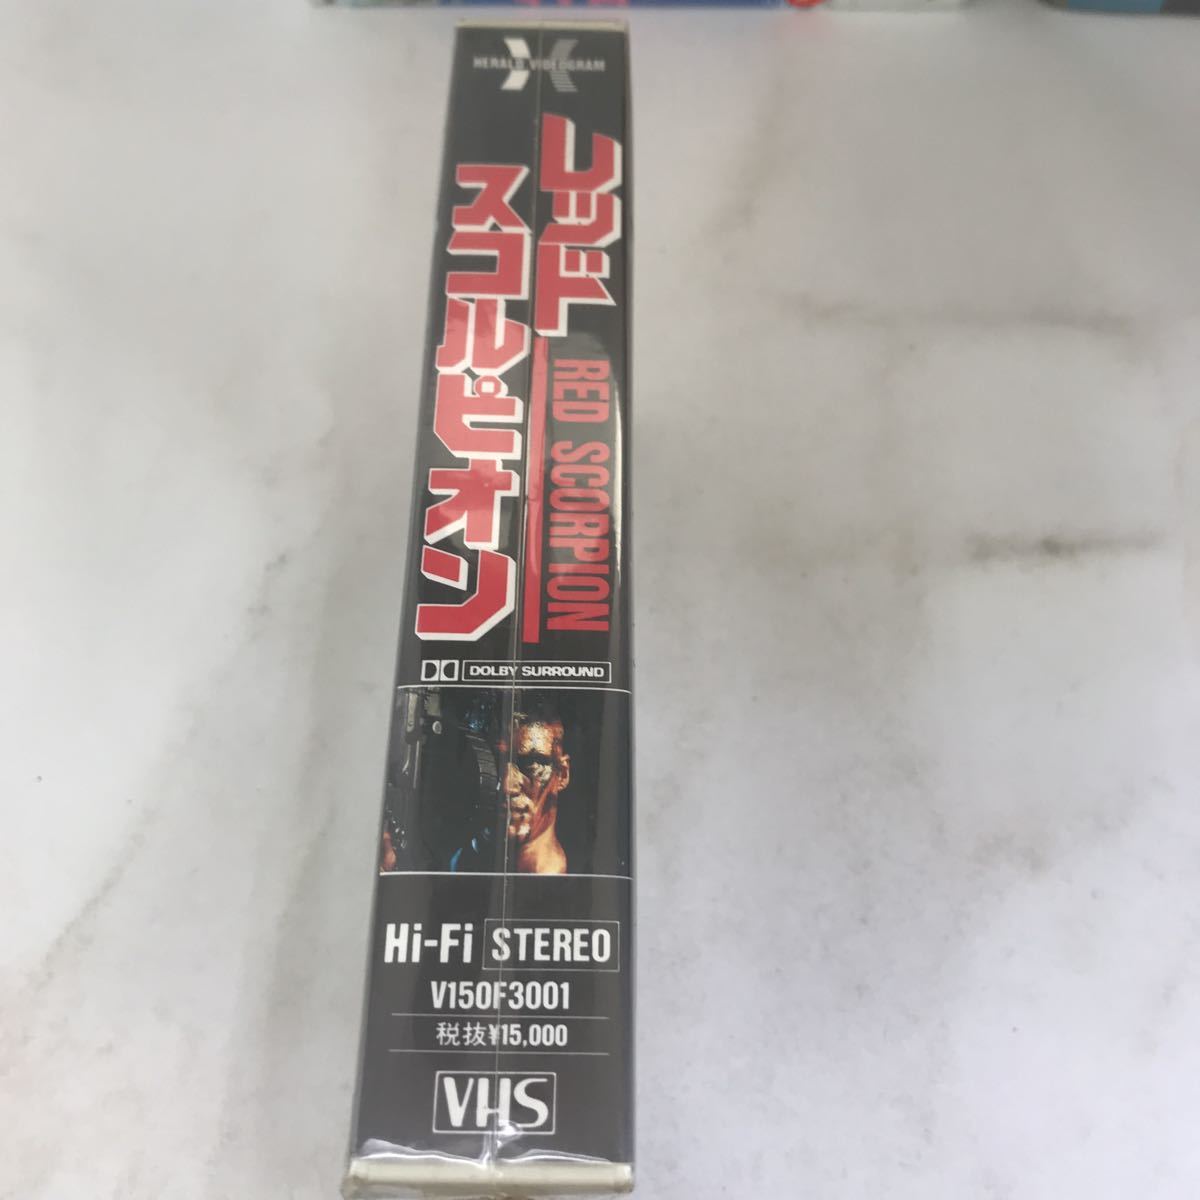 HERALD VIDEOGRAM
レッド
スコルピオン
RED SCORPION
DOLBY SURROUND
Hi-Fi STEREO
V150F3001
税抜¥15,000
VHS